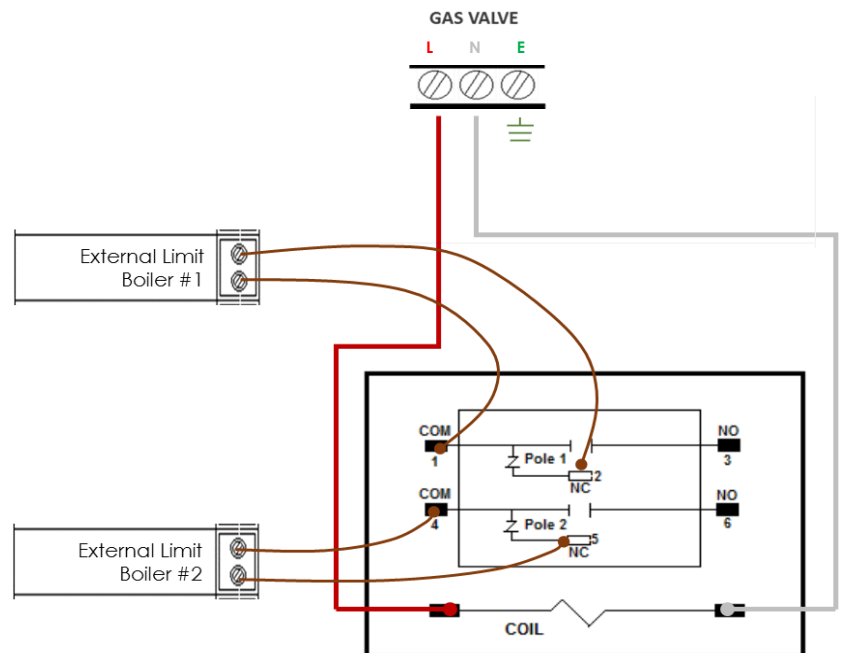 GAS VALVE
L N E
External Limit
Boiler #1
COM
NO
1
Pole 1
3
2
NC
COM
NO
4
Pole 2
6
5
NC
External Limit
Boiler #2
COIL